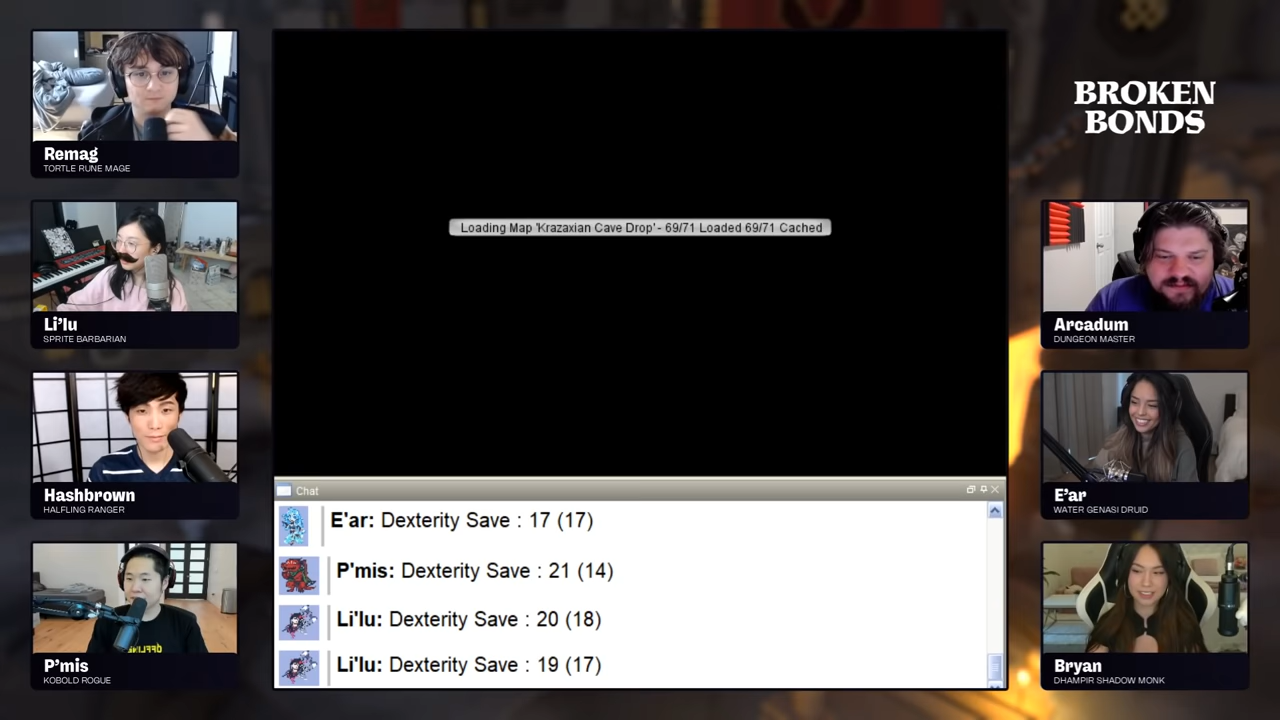 Remag
TORTLE RUNE MAGE
Li'lu
SPRITE BARBARIAN
Hashbrown
HALFLING RANGER
P'mis
KOBOLD ROGUE
Loading Map 'Krazaxian Cave Drop' - 69/71 Loaded 69/71 Cached
Chat
E'ar: Dexterity Save : 17 (17)
P'mis: Dexterity Save : 21 (14)
Li'lu: Dexterity Save : 20 (18)
Li'lu: Dexterity Save : 19 (17)
BROKEN
BONDS
Arcadum
DUNGEON MASTER
E'ar
WATER GENASI DRUID
Bryan
DHAMPIR SHADOW MONK